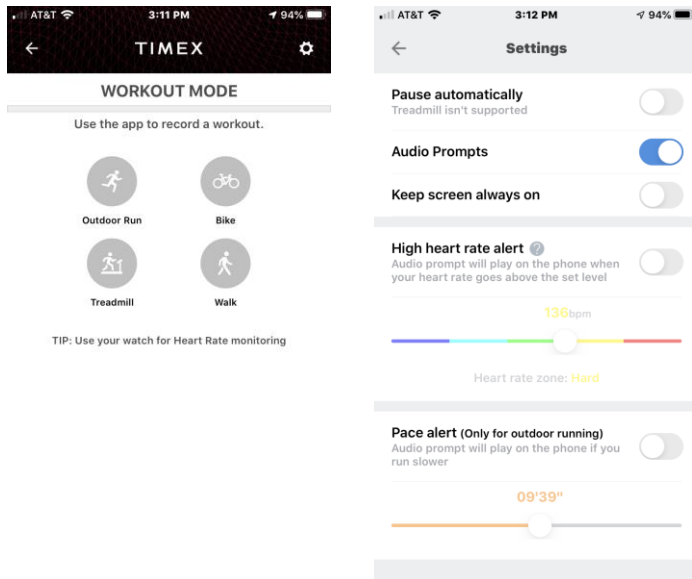 AT&T 3:11 PM 94%
TIMEX
WORKOUT MODE
Use the app to record a workout.
Outdoor Run Bike
Treadmill Walk
TIP: Use your watch for Heart Rate monitoring
AT&T 3:12 PM 94%
Settings
Pause automatically
Treadmill isn't supported
Audio Prompts
Keep screen always on
High heart rate alert ?
Audio prompt will play on the phone when
your heart rate goes above the set level
136bpm
Heart rate zone: Hard
Pace alert (Only for outdoor running)
Audio prompt will play on the phone if you
run slower
09'39"